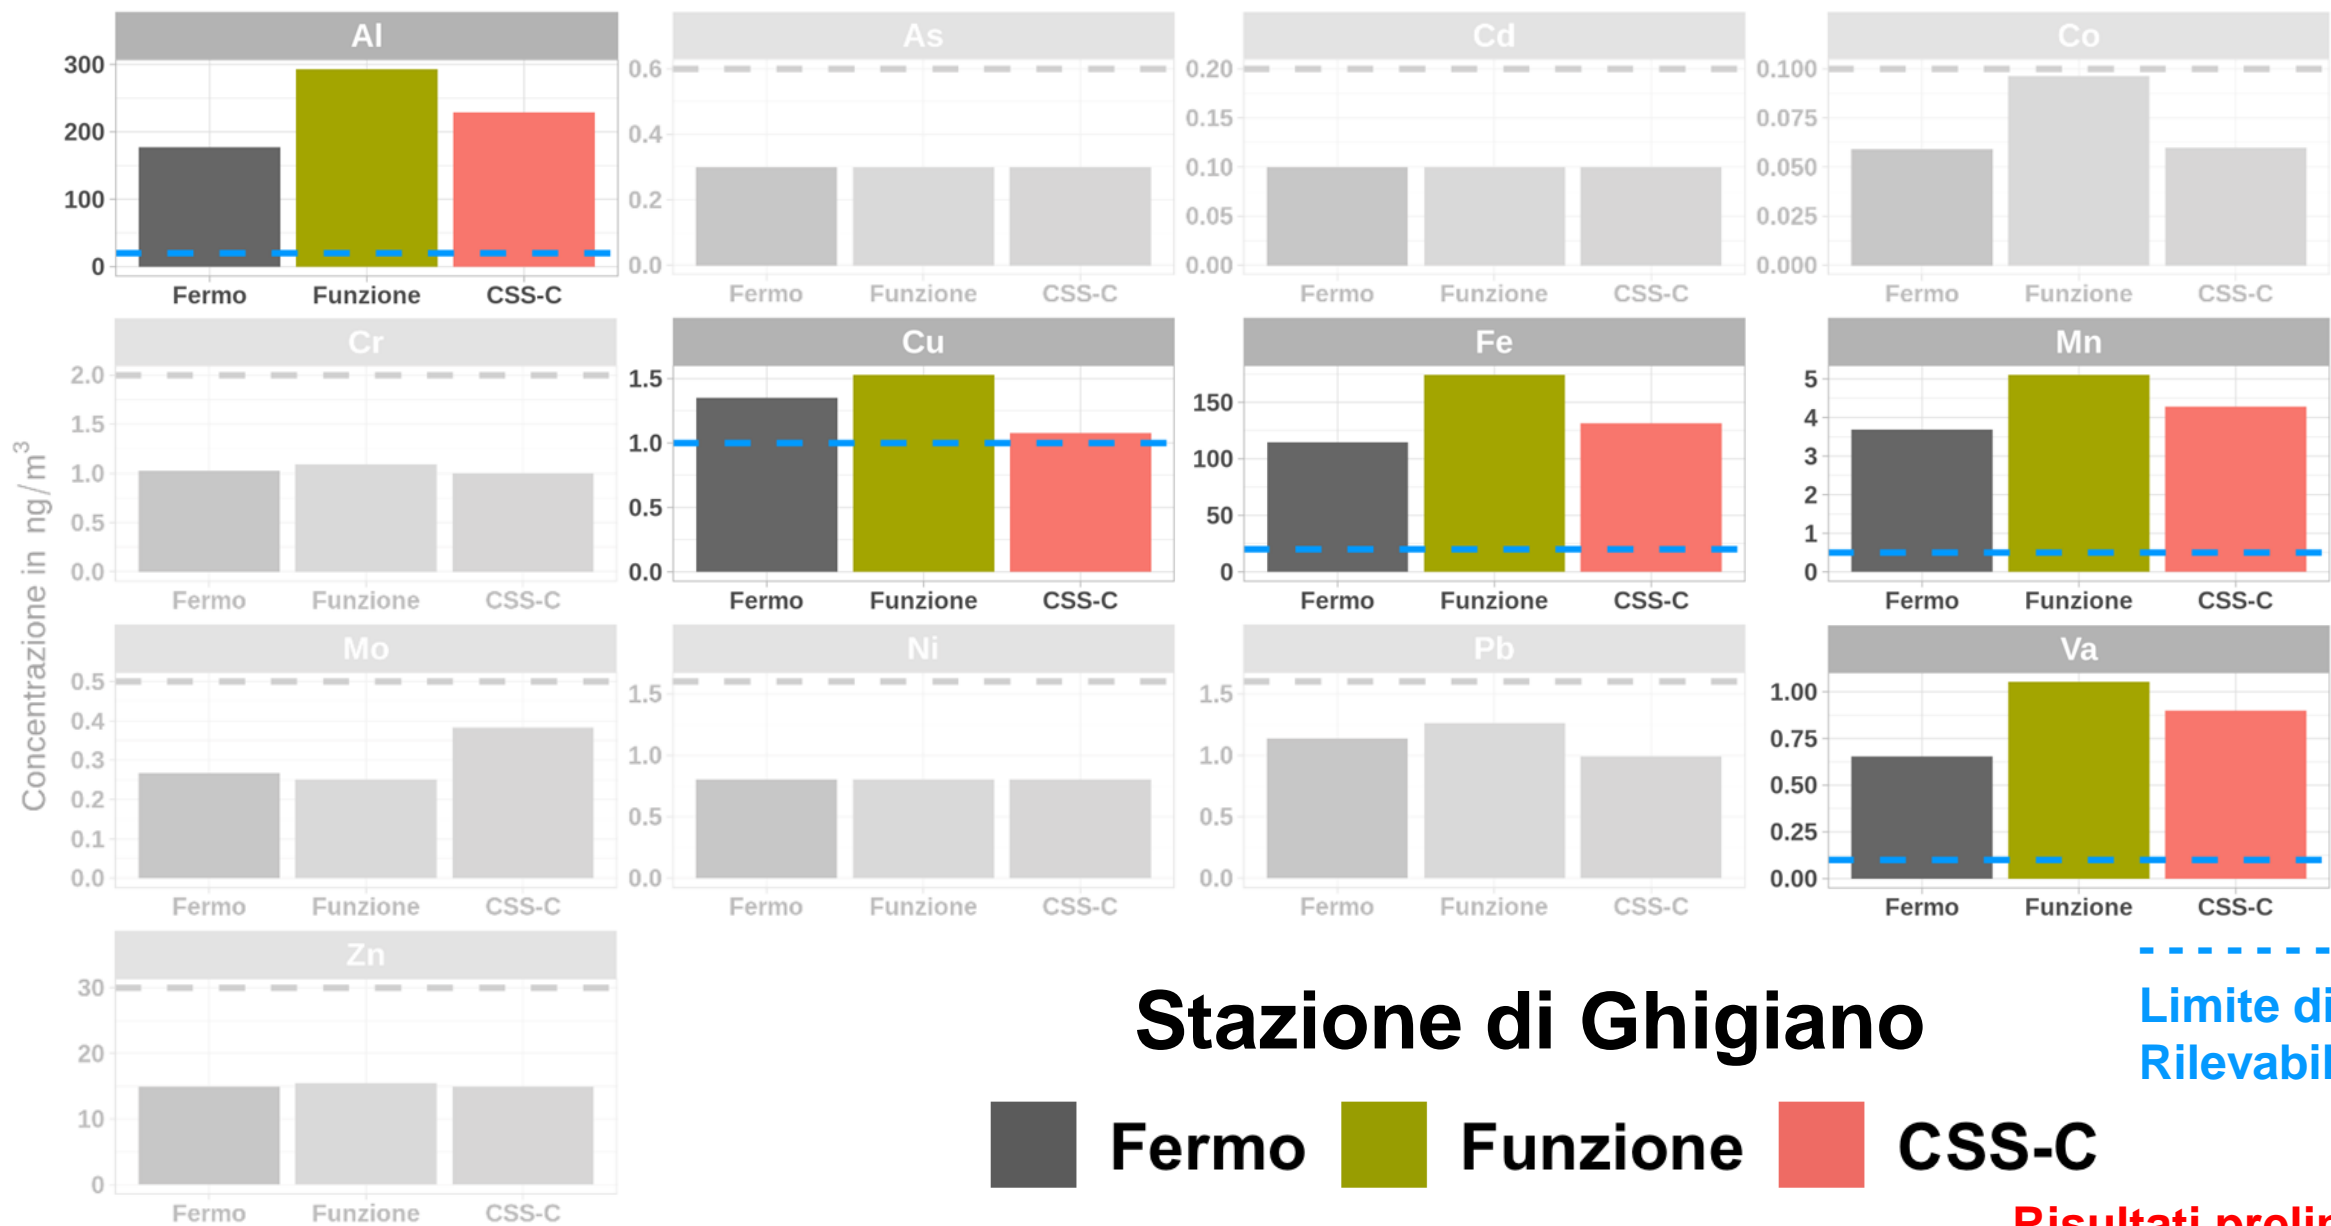 Al
As
Cd
Co
300
200
100
0
0.6
0.4
0.2
0.0
0.20
0.15
0.10
0.05
0.00
0.100
0.075
0.050
0.025
0.000
Fermo Funzione CSS-C
Fermo Funzione CSS-C
Fermo Funzione CSS-C
Fermo Funzione CSS-C
Cr
Cu
Fe
Mn
2.0
1.5
1.0
0.5
0.0
1.5
1.0
0.5
0.0
150
100
50
0
5
4
3
2
1
0
Fermo Funzione CSS-C
Fermo Funzione CSS-C
Fermo Funzione CSS-C
Fermo Funzione CSS-C
Concentrazione in ng/m³
Mo
Ni
Pb
Va
0.5
0.4
0.3
0.2
0.1
0.0
1.5
1.0
0.5
0.0
1.5
1.0
0.5
0.0
1.00
0.75
0.50
0.25
0.00
Fermo Funzione CSS-C
Fermo Funzione CSS-C
Fermo Funzione CSS-C
Fermo Funzione CSS-C
Zn
30
20
10
0
Fermo Funzione CSS-C
Stazione di Ghigiano
Limite di
Fermo Funzione CSS-C